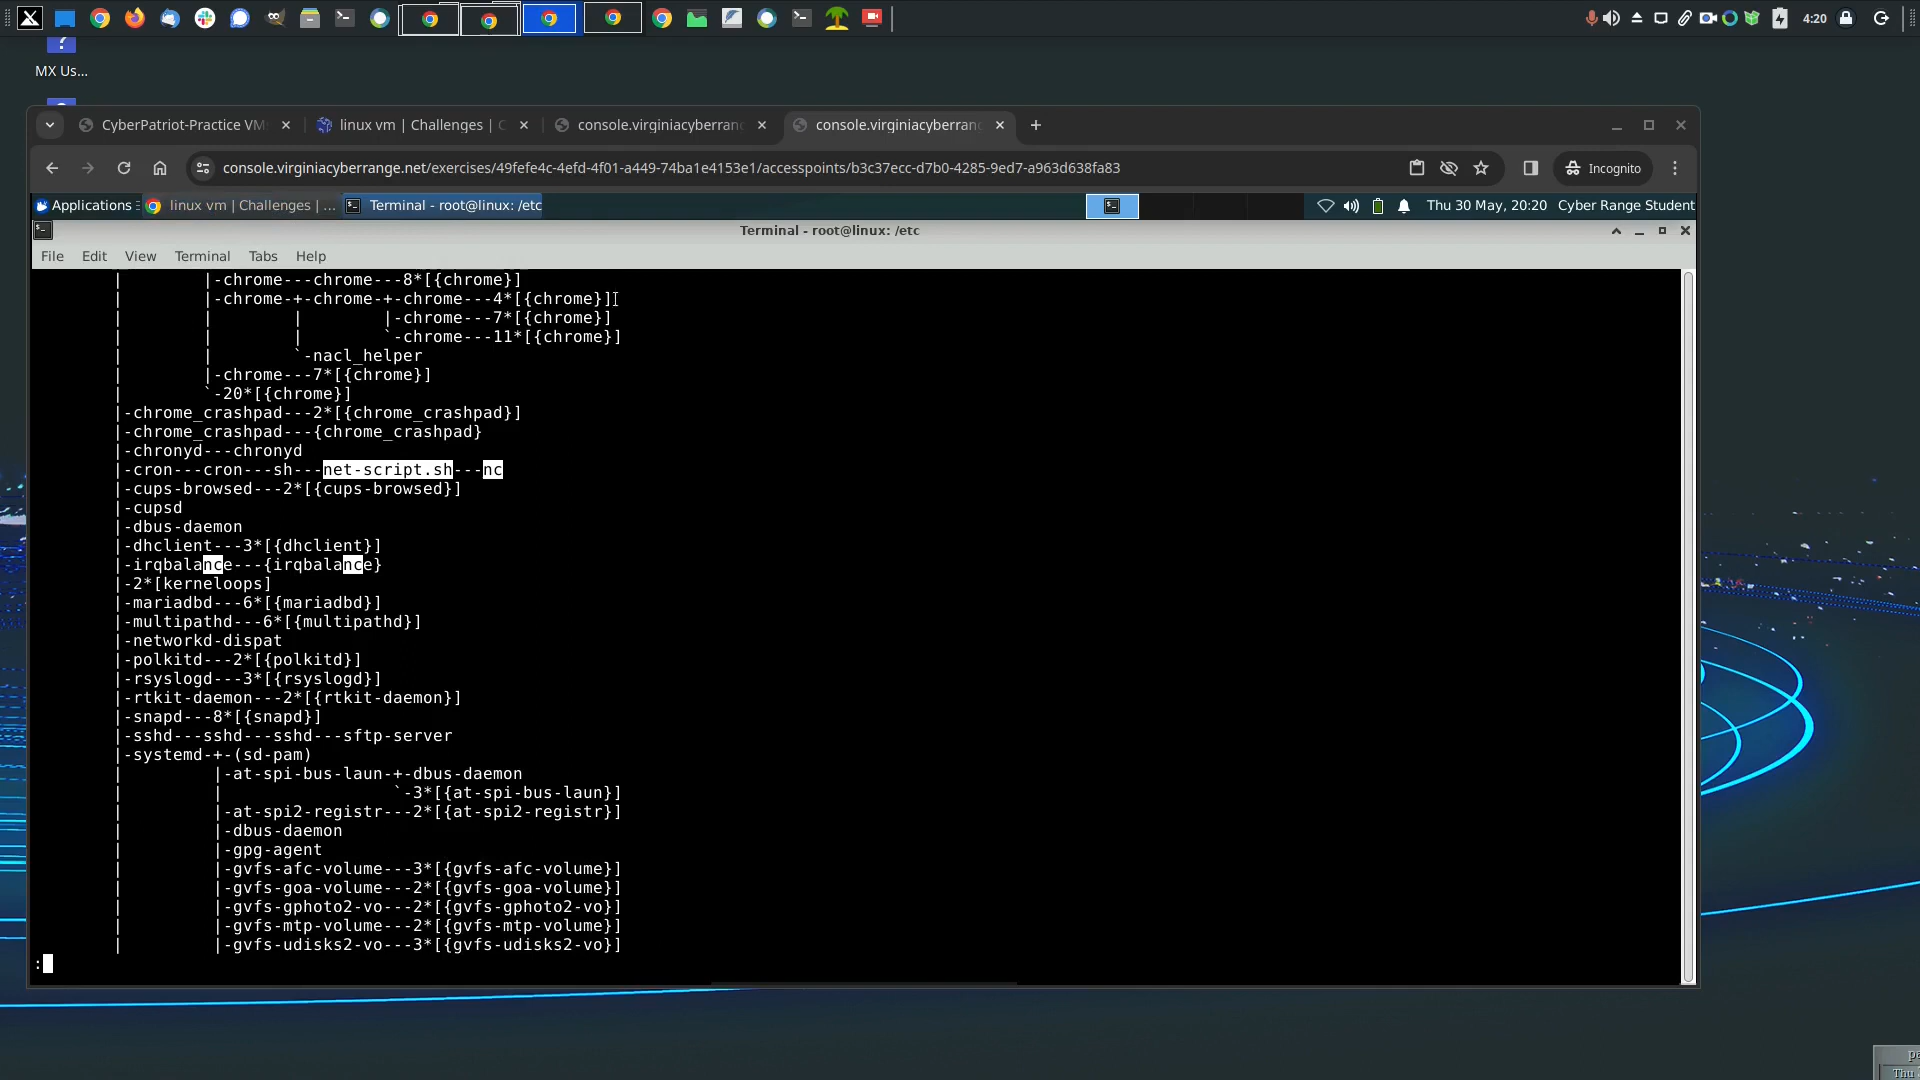 4:20
MX Us...
CyberPatriot-Practice VM
linux vm | Challenges | C
console.virginiacyberran
console.virginiacyberran
console.virginiacyberrange.net/exercises/49fefe4c-4efd-4f01-a449-74ba1e4153e1/accesspoints/b3c37ecc-d7b0-4285-9ed7-a963d638fa83
Incognito
Applications
linux vm | Challenges | ...
Terminal - root@linux: /etc
Thu 30 May, 20:20 Cyber Range Student
Terminal - root@linux: /etc
File Edit View Terminal Tabs Help
|        |-chrome---chrome---8*[{chrome}]
|        |-chrome-+-chrome-+-chrome---4*[{chrome}]
|        |        |        |-chrome---7*[{chrome}]
|        |        |        `-chrome---11*[{chrome}]
|        |        `-nacl_helper
|        |-chrome---7*[{chrome}]
|        `-20*[{chrome}]
|-chrome_crashpad---2*[{chrome_crashpad}]
|-chrome_crashpad---{chrome_crashpad}
|-chronyd---chronyd
|-cron---cron---sh---net-script.sh---nc
|-cups-browsed---2*[{cups-browsed}]
|-cupsd
|-dbus-daemon
|-dhclient---3*[{dhclient}]
|-irqbalance---{irqbalance}
|-2*[kerneloops]
|-mariadbd---6*[{mariadbd}]
|-multipathd---6*[{multipathd}]
|-networkd-dispat
|-polkitd---2*[{polkitd}]
|-rsyslogd---3*[{rsyslogd}]
|-rtkit-daemon---2*[{rtkit-daemon}]
|-snapd---8*[{snapd}]
|-sshd---sshd---sshd---sftp-server
|-systemd-+-(sd-pam)
|         |-at-spi-bus-laun-+-dbus-daemon
|         |                 `-3*[{at-spi-bus-laun}]
|         |-at-spi2-registr---2*[{at-spi2-registr}]
|         |-dbus-daemon
|         |-gpg-agent
|         |-gvfs-afc-volume---3*[{gvfs-afc-volume}]
|         |-gvfs-goa-volume---2*[{gvfs-goa-volume}]
|         |-gvfs-gphoto2-vo---2*[{gvfs-gphoto2-vo}]
|         |-gvfs-mtp-volume---2*[{gvfs-mtp-volume}]
|         |-gvfs-udisks2-vo---3*[{gvfs-udisks2-vo}]
:
pa
Thu